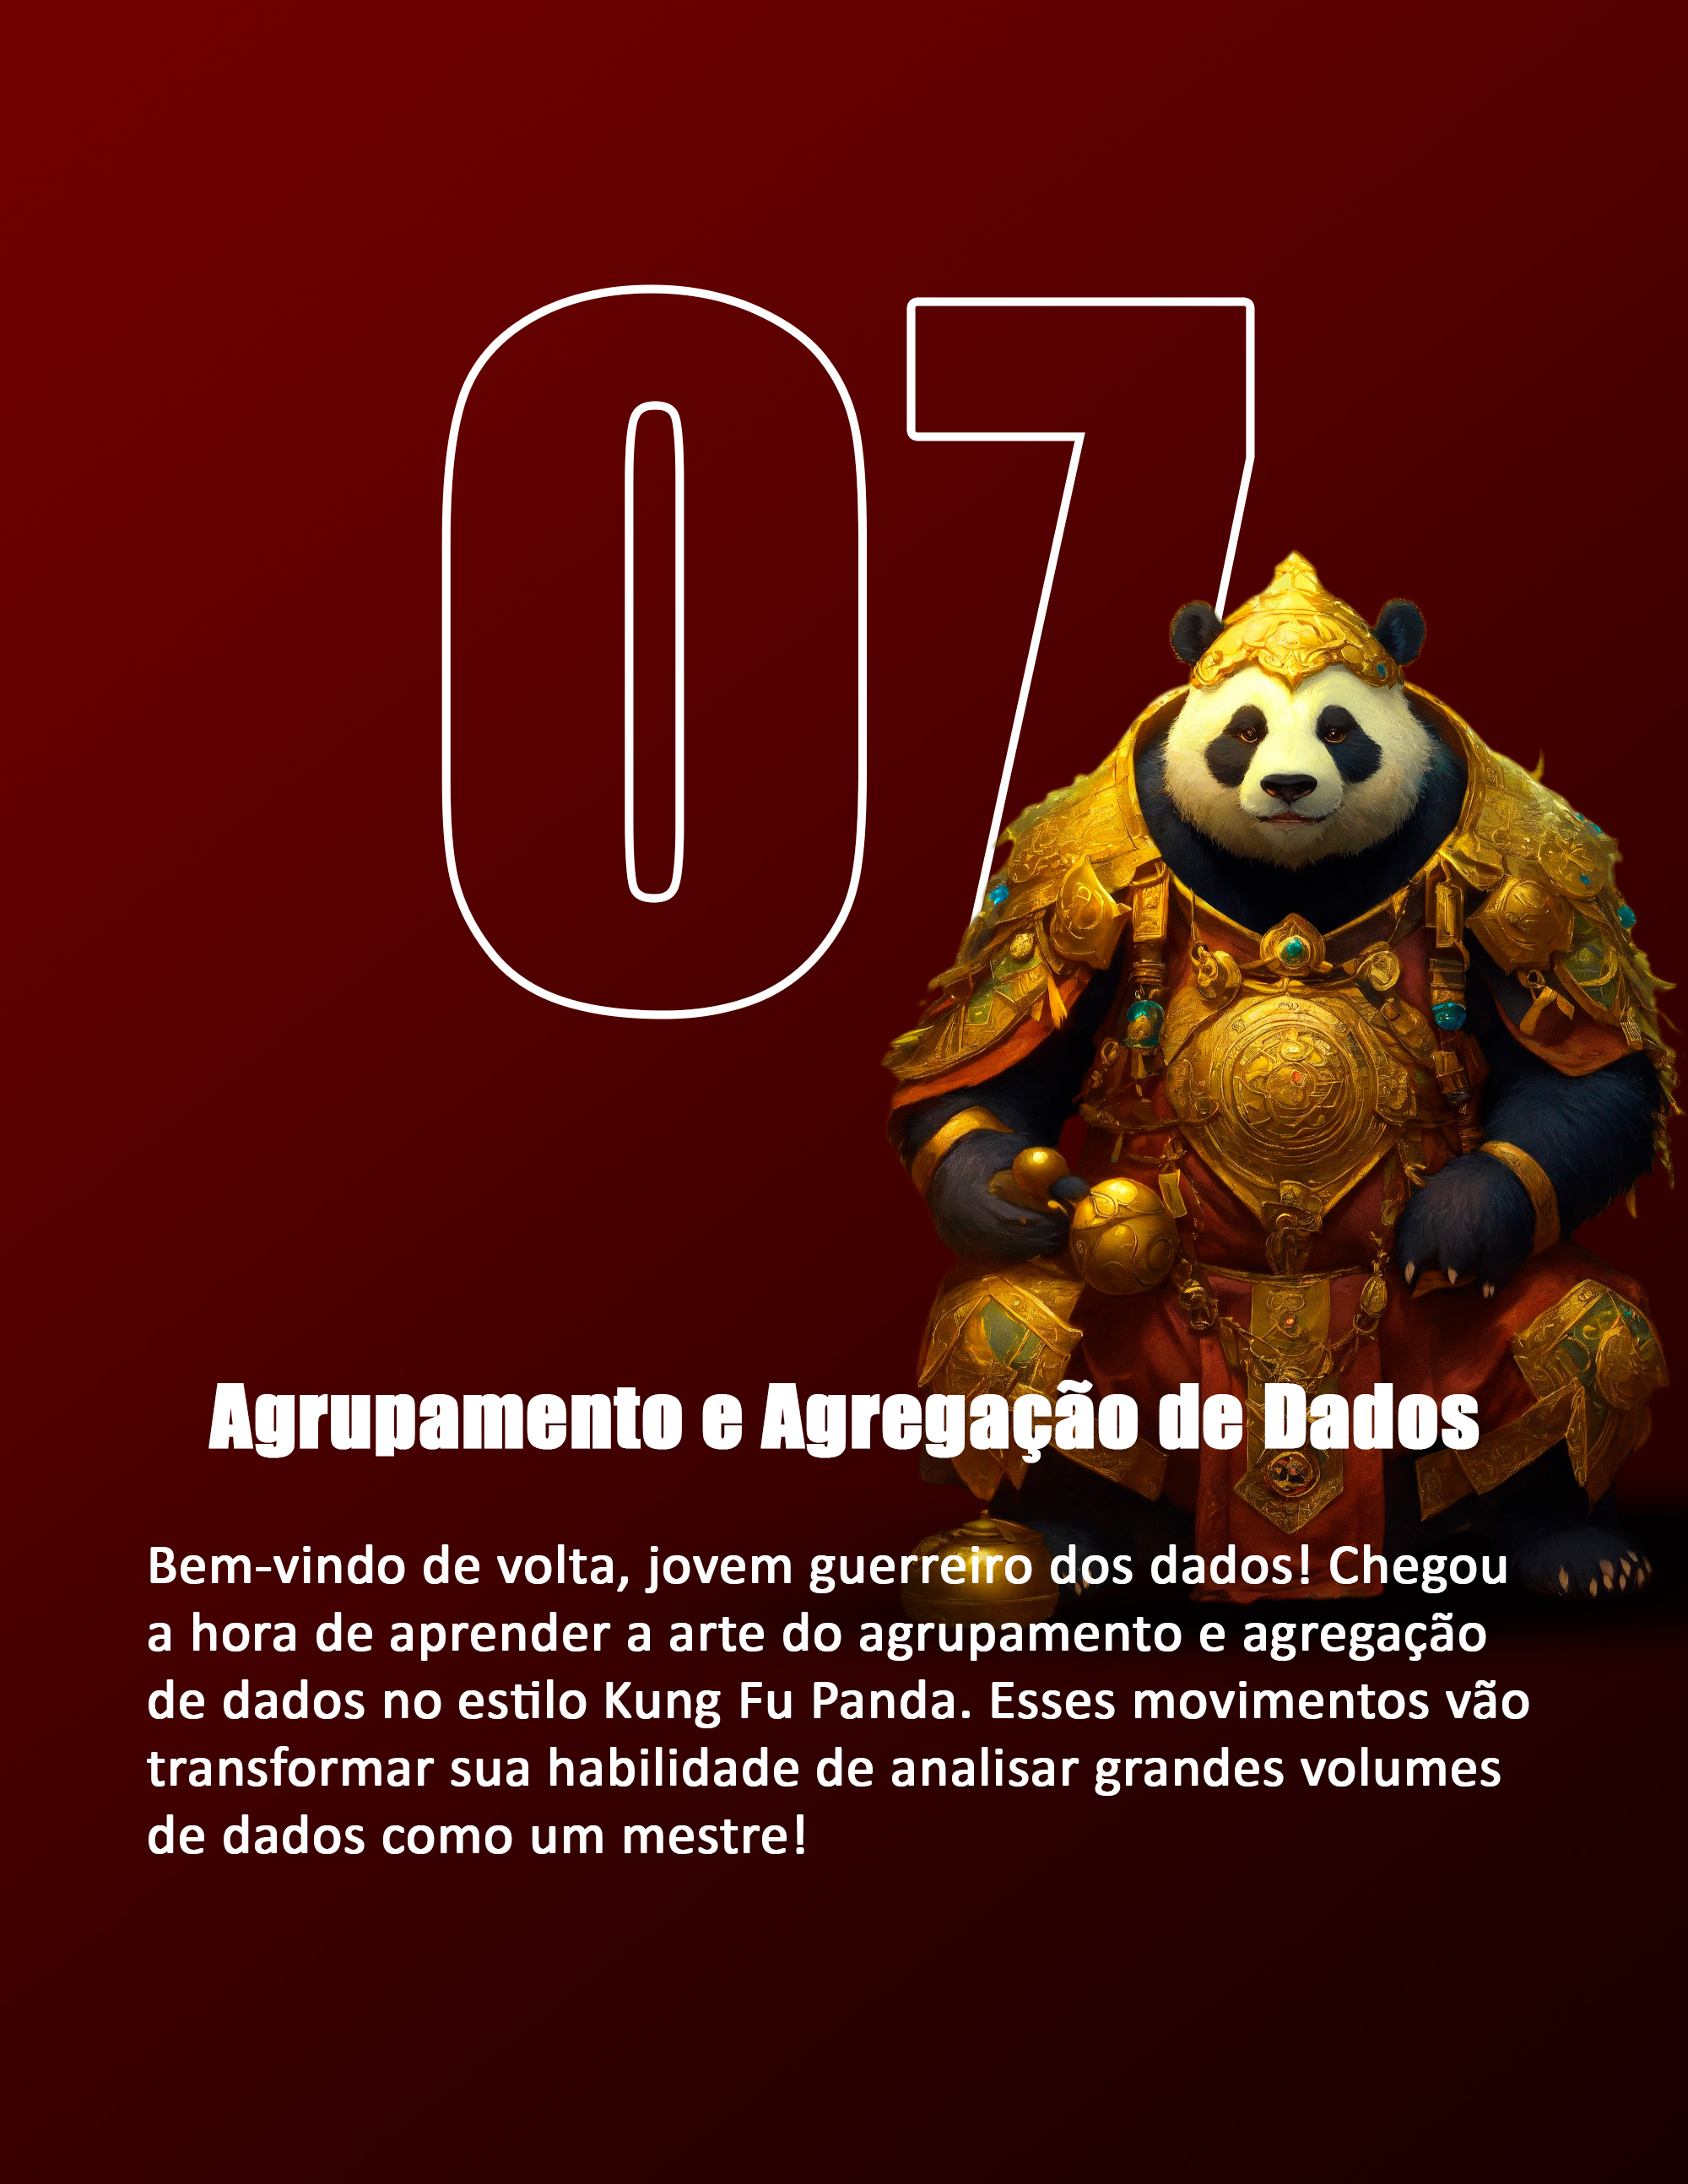 07
Agrupamento e Agregação de Dados
Bem-vindo de volta, jovem guerreiro dos dados! Chegou
a hora de aprender a arte do agrupamento e agregação
de dados no estilo Kung Fu Panda. Esses movimentos vão
transformar sua habilidade de analisar grandes volumes
de dados como um mestre!